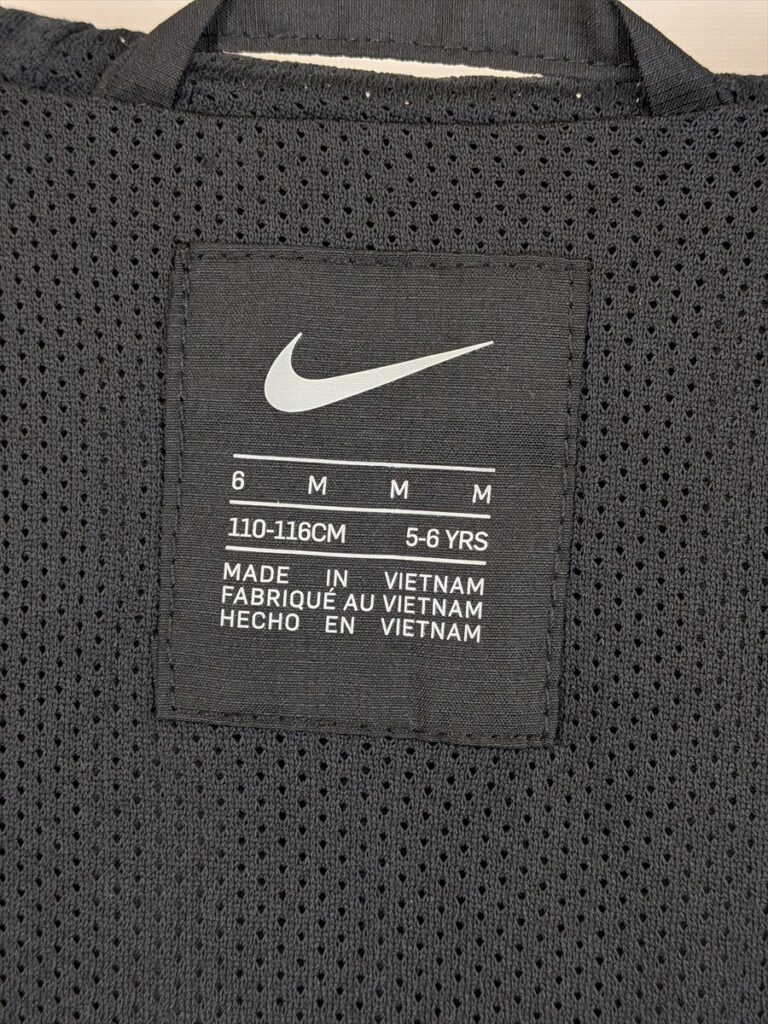 6 M M M
110-116CM 5-6 YRS
MADE IN VIETNAM
FABRIQUÉ AU VIETNAM
HECHO EN VIETNAM